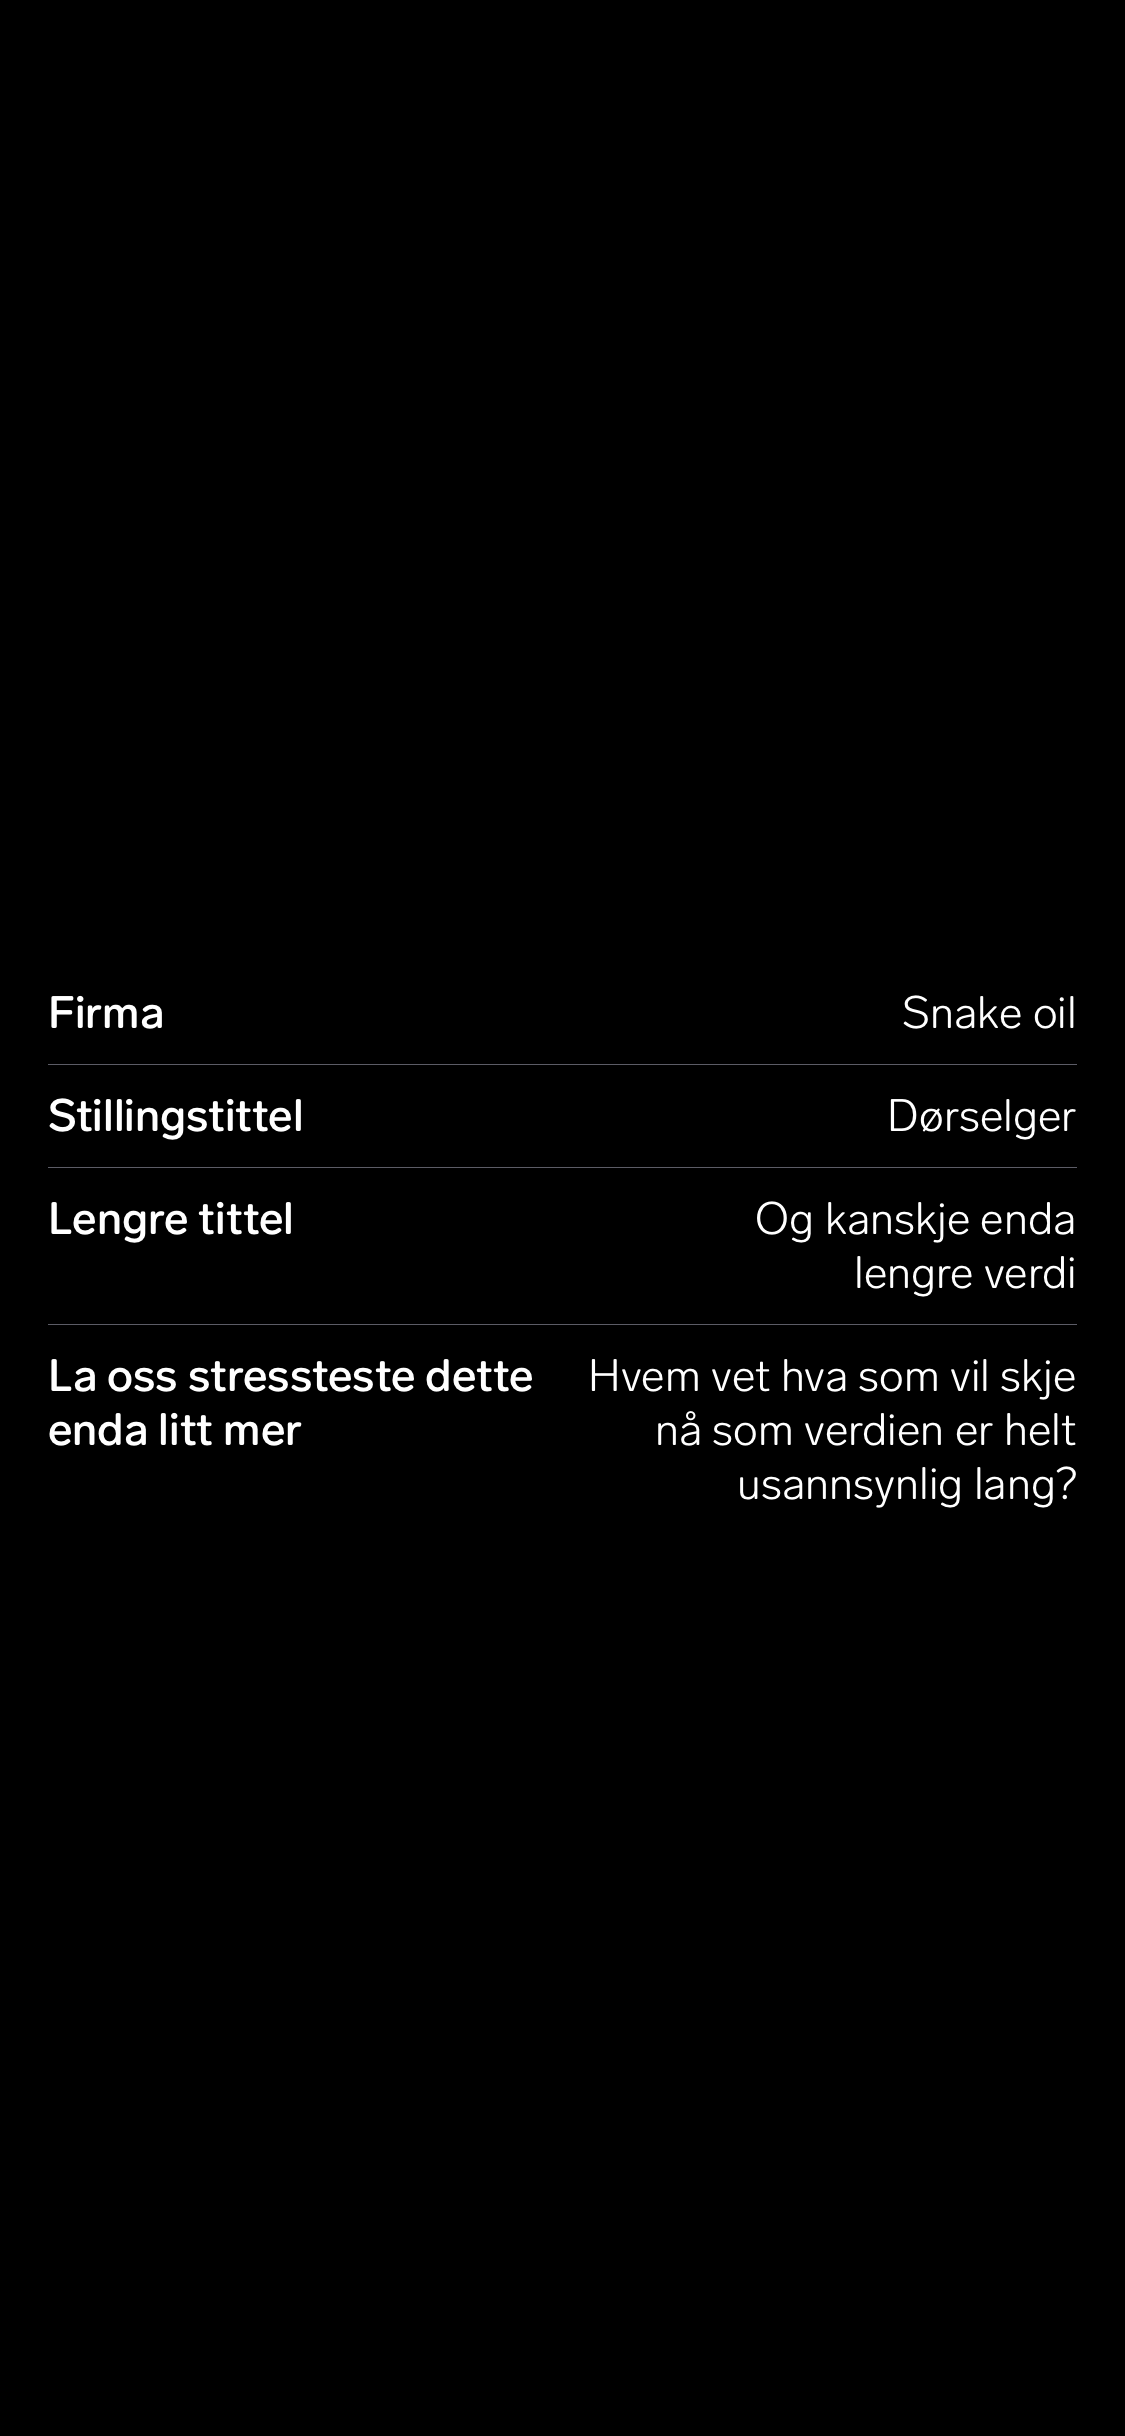 Firma
Snake oil
Stillingstittel
Dørselger
Lengre tittel
Og kanskje enda
lengre verdi
La oss stressteste dette
enda litt mer
Hvem vet hva som vil skje
nå som verdien er helt
usannsynlig lang?